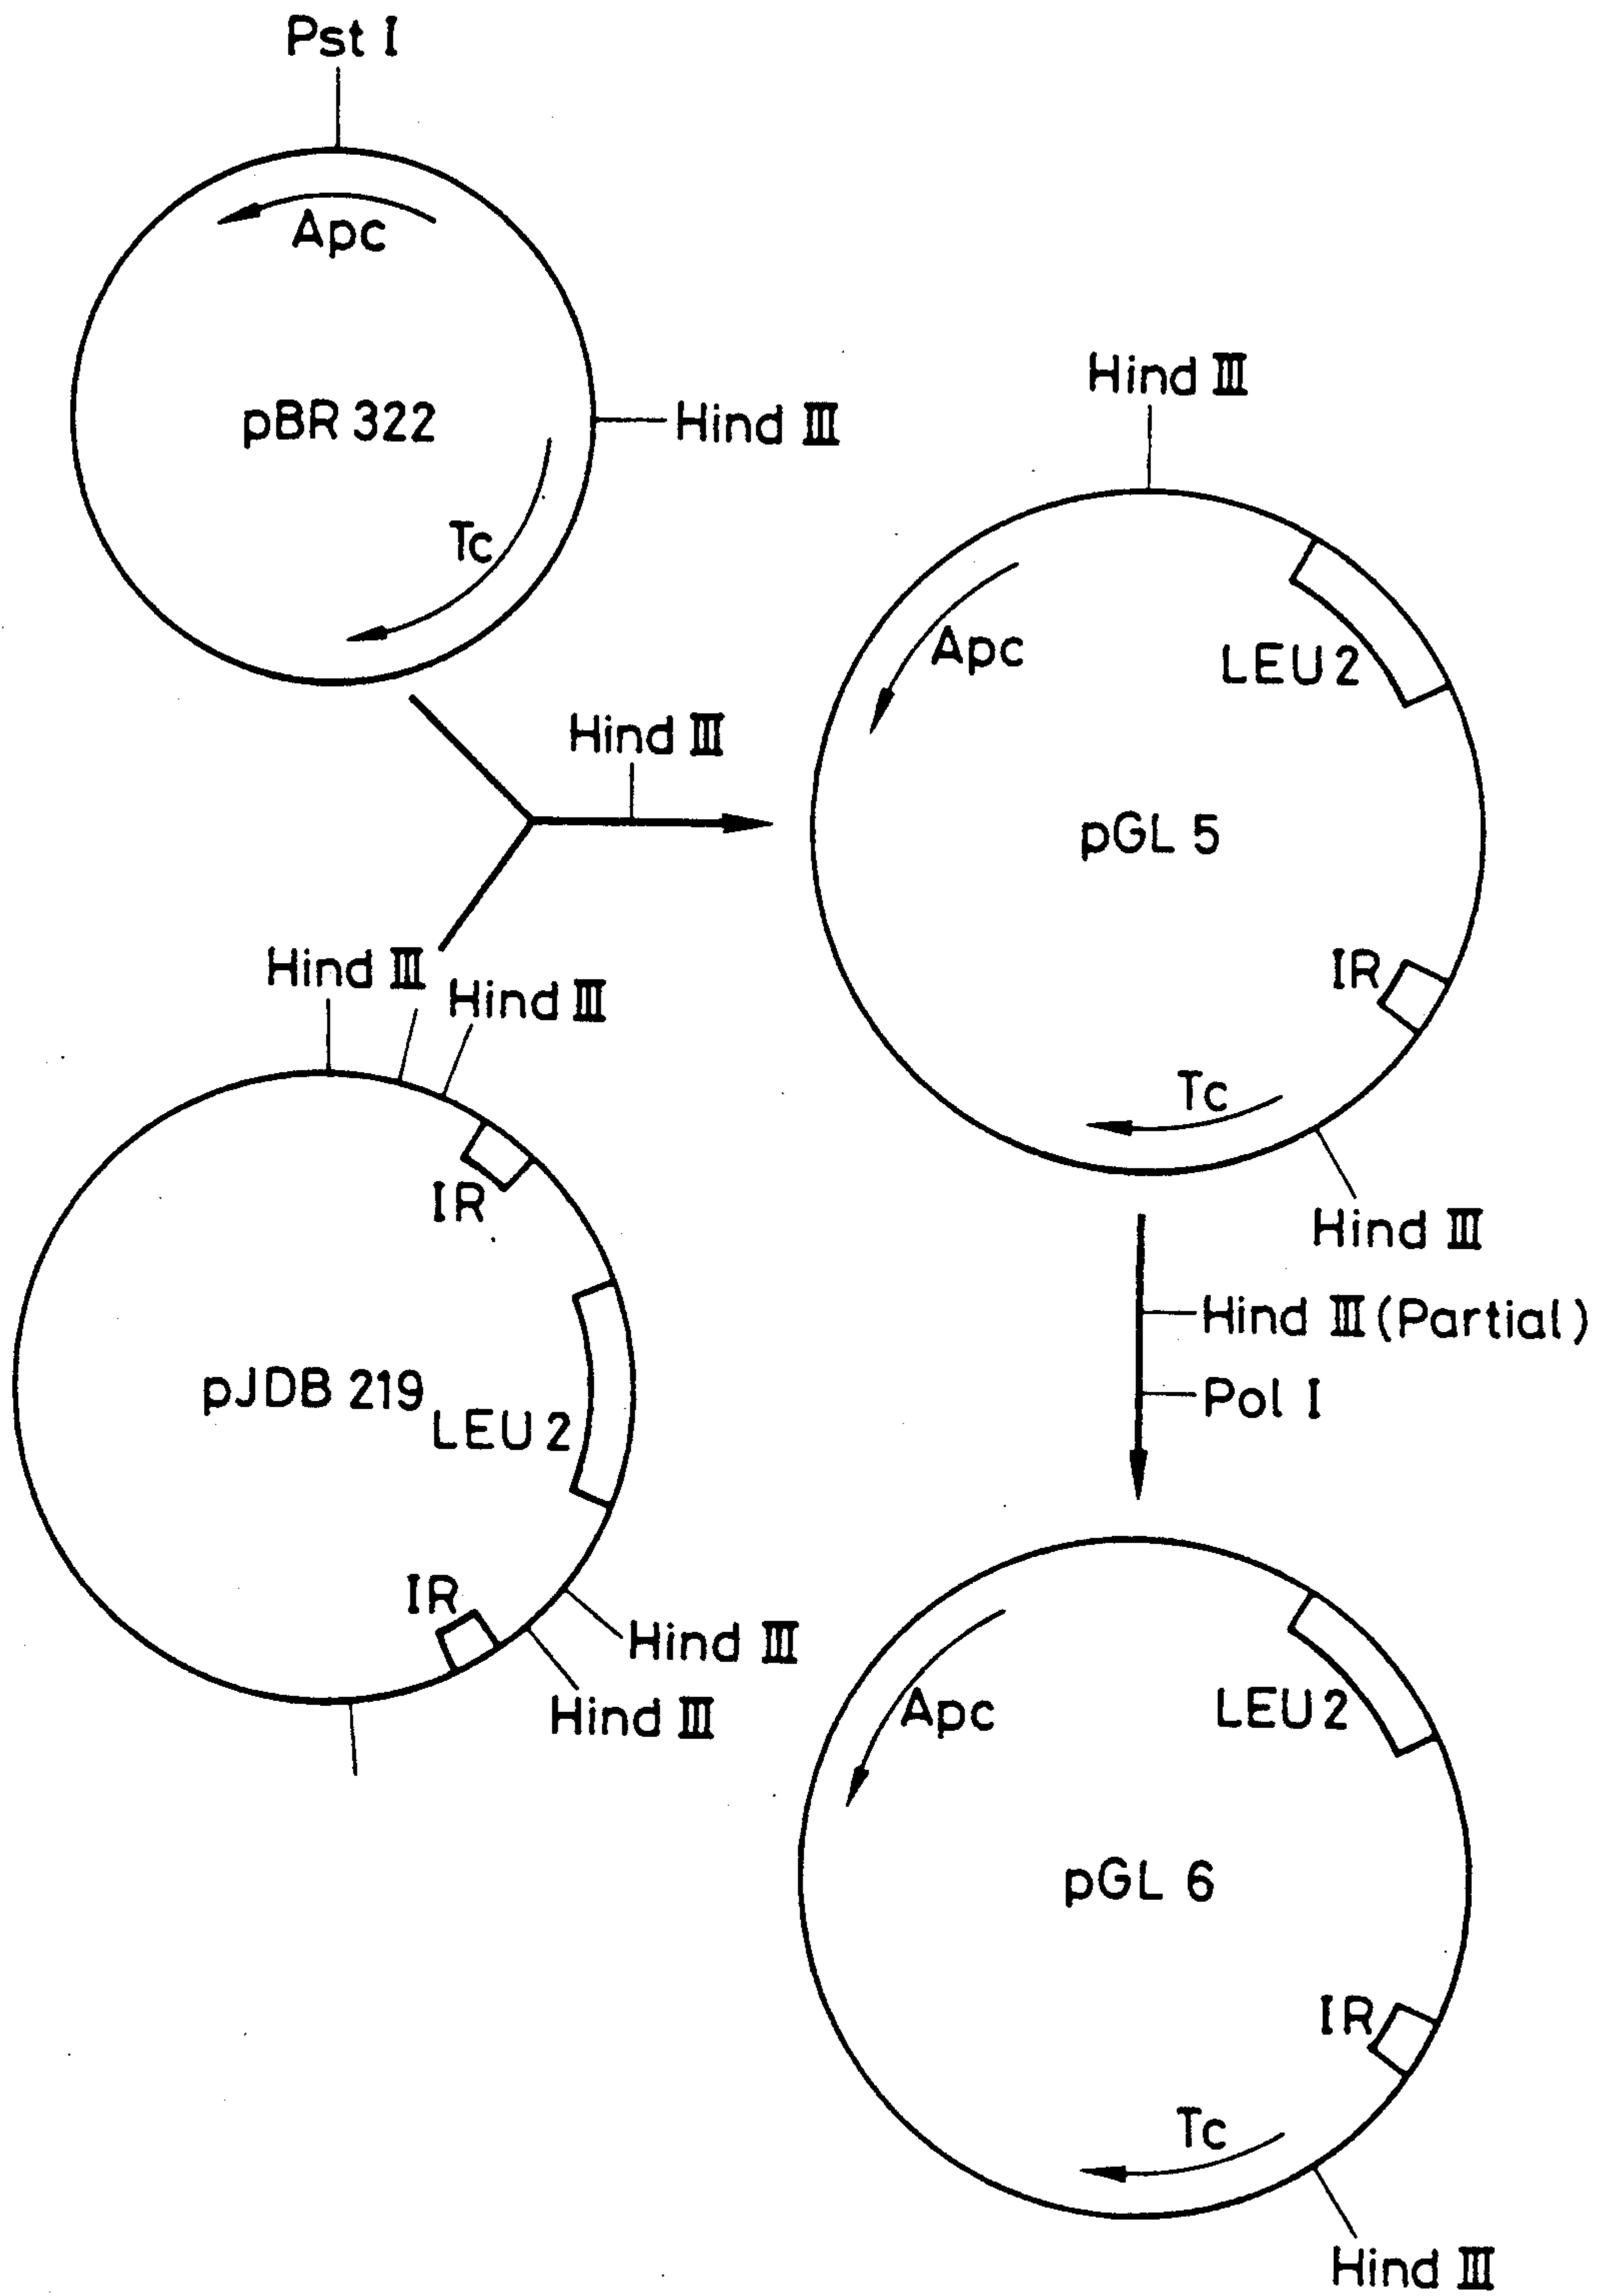 Pst I
Apc
pBR 322
Hind III
Tc
Hind III
Hind III
Apc
LEU 2
pGL 5
IR
Tc
Hind III
Hind III
Hind III
IR
pJDB 219
LEU 2
IR
Hind III
Hind III
Hind III (Partial)
Pol I
Apc
LEU 2
pGL 6
IR
Tc
Hind III